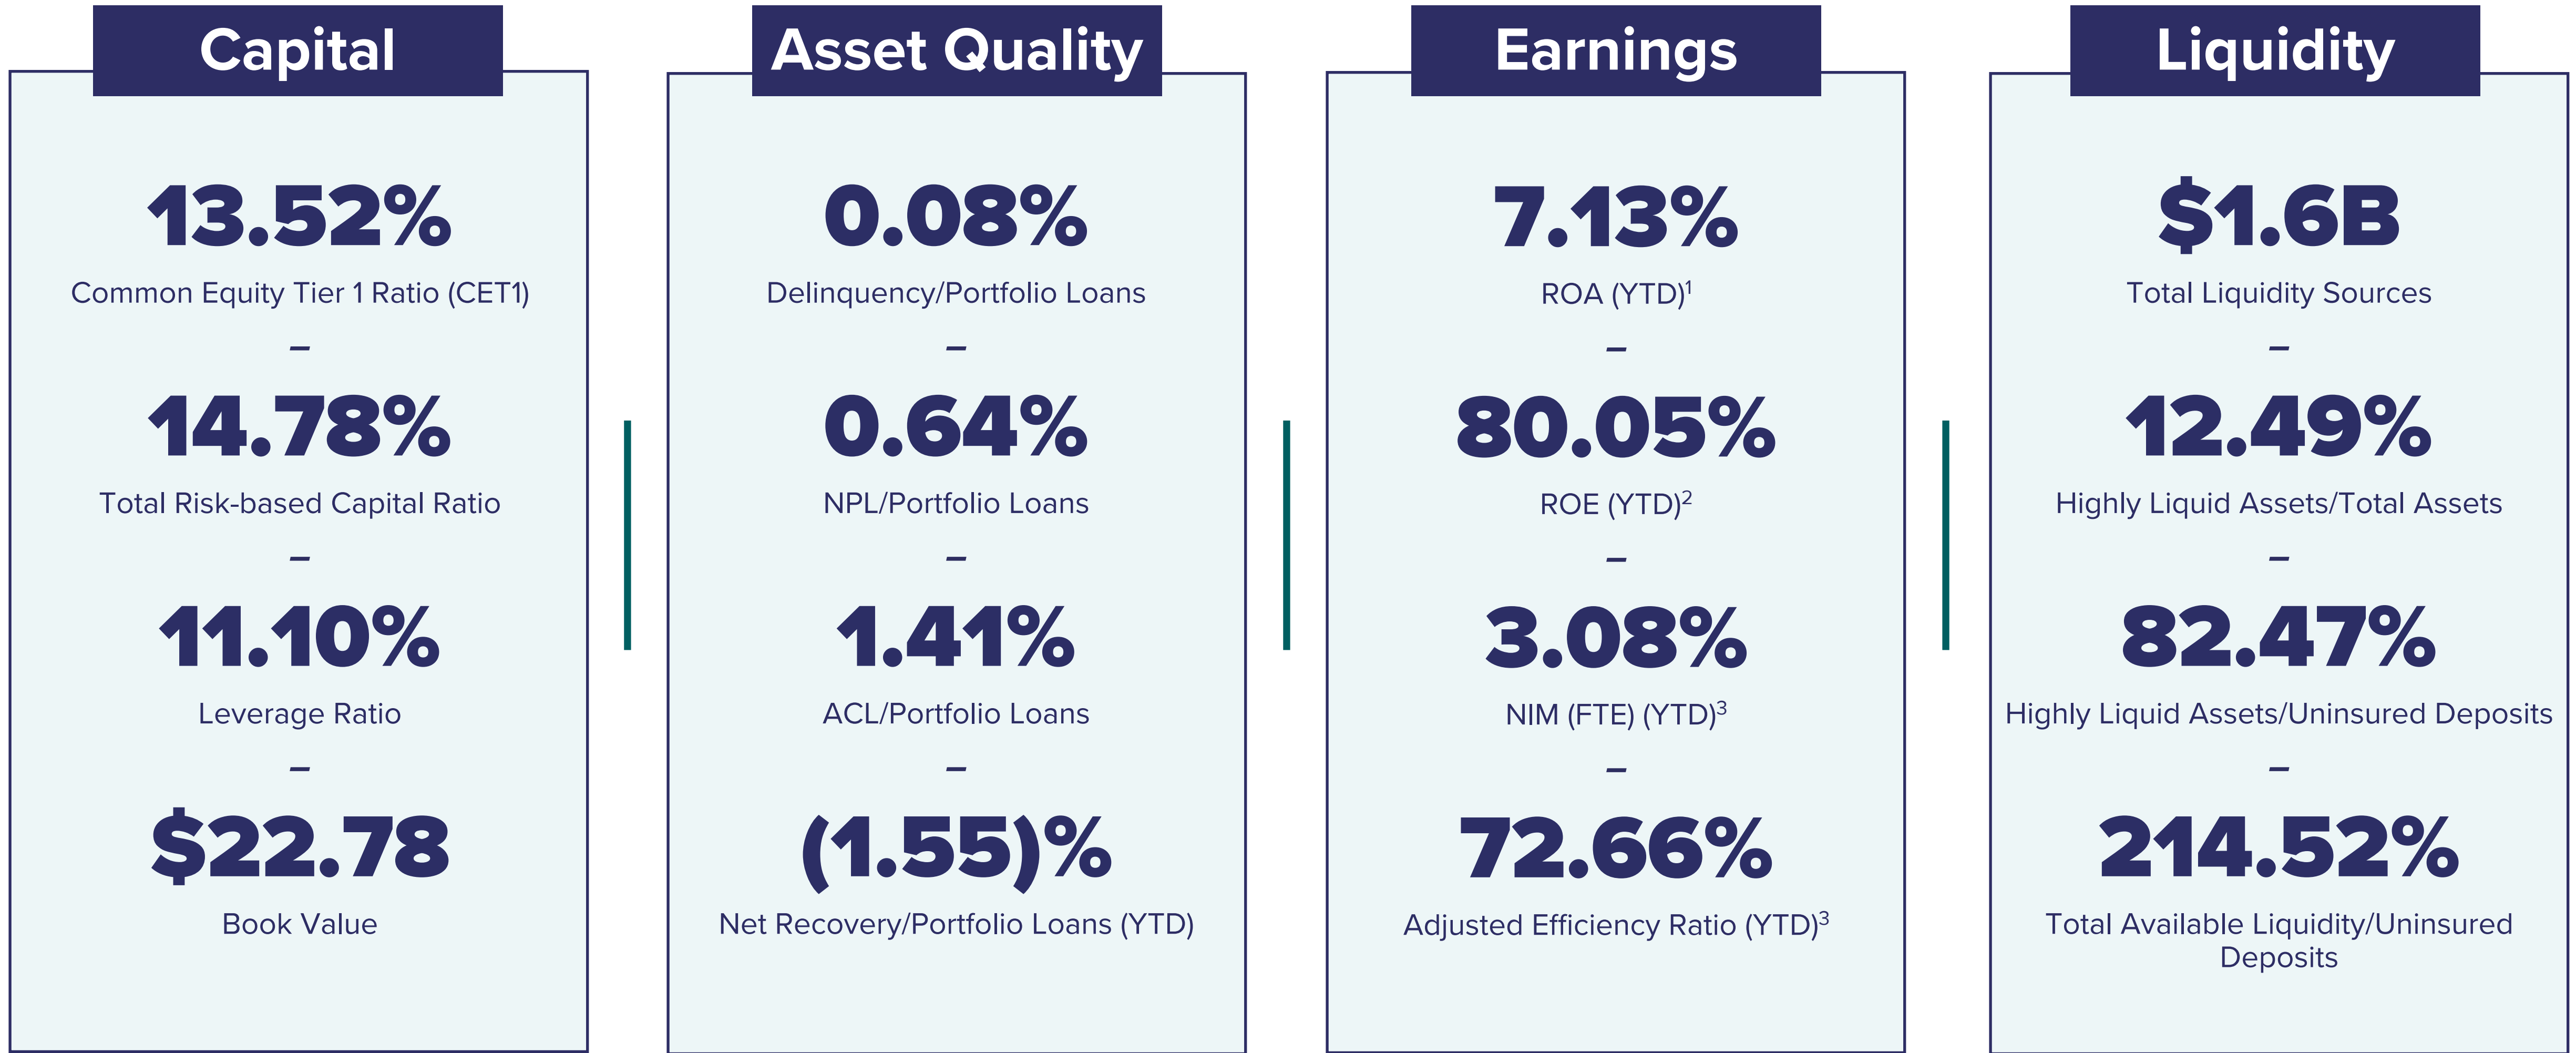 Capital
13.52%
Common Equity Tier 1 Ratio (CET1)
–
14.78%
Total Risk-based Capital Ratio
–
11.10%
Leverage Ratio
–
$22.78
Book Value
Asset Quality
0.08%
Delinquency/Portfolio Loans
–
0.64%
NPL/Portfolio Loans
–
1.41%
ACL/Portfolio Loans
–
(1.55)%
Net Recovery/Portfolio Loans (YTD)
Earnings
7.13%
ROA (YTD)¹
–
80.05%
ROE (YTD)²
–
3.08%
NIM (FTE) (YTD)³
–
72.66%
Adjusted Efficiency Ratio (YTD)³
Liquidity
$1.6B
Total Liquidity Sources
–
12.49%
Highly Liquid Assets/Total Assets
–
82.47%
Highly Liquid Assets/Uninsured Deposits
–
214.52%
Total Available Liquidity/Uninsured
Deposits